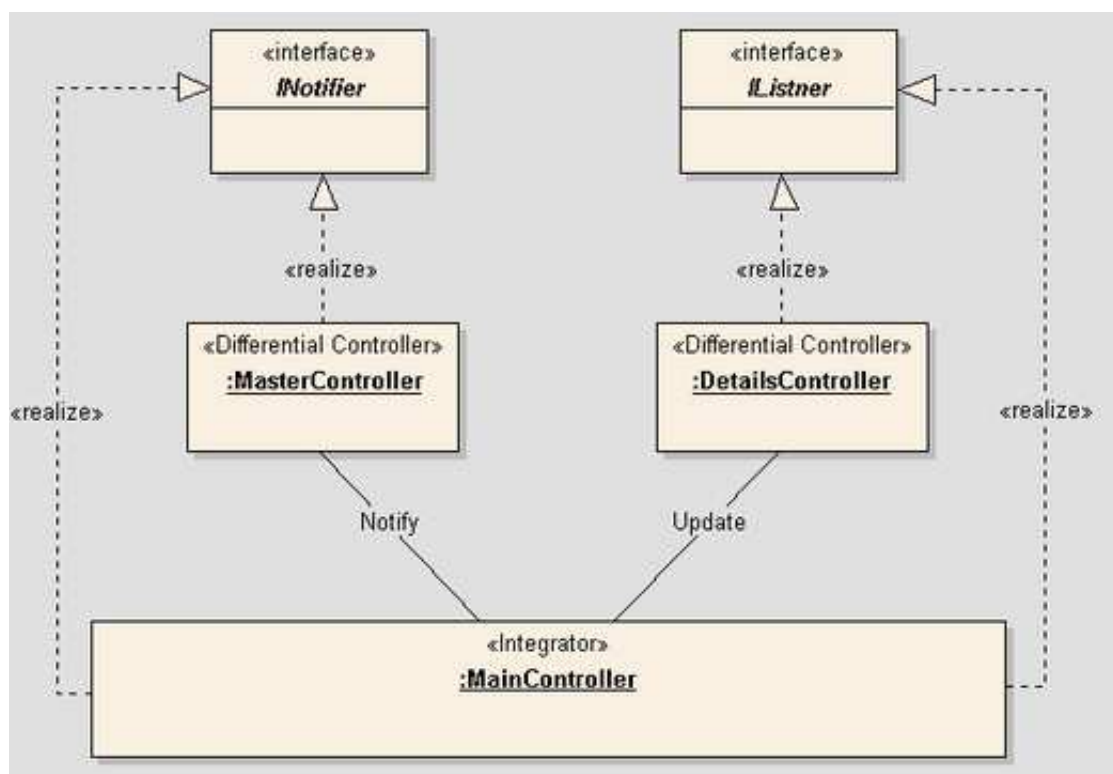 «interface»
INotifier
«interface»
IListner
«realize»
«realize»
«Differential Controller»
:MasterController
«Differential Controller»
:DetailsController
«realize»
«realize»
Notify
Update
«Integrator»
:MainController